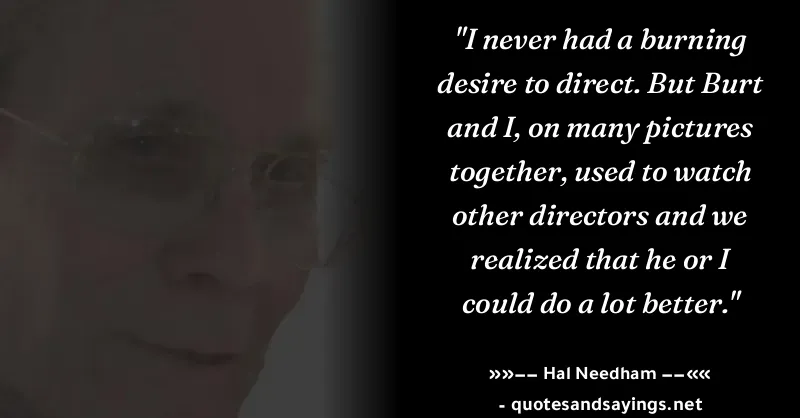 "I never had a burning
desire to direct. But Burt
and I, on many pictures
together, used to watch
other directors and we
realized that he or I
could do a lot better."
»»–– Hal Needham ––««
- quotesandsayings.net